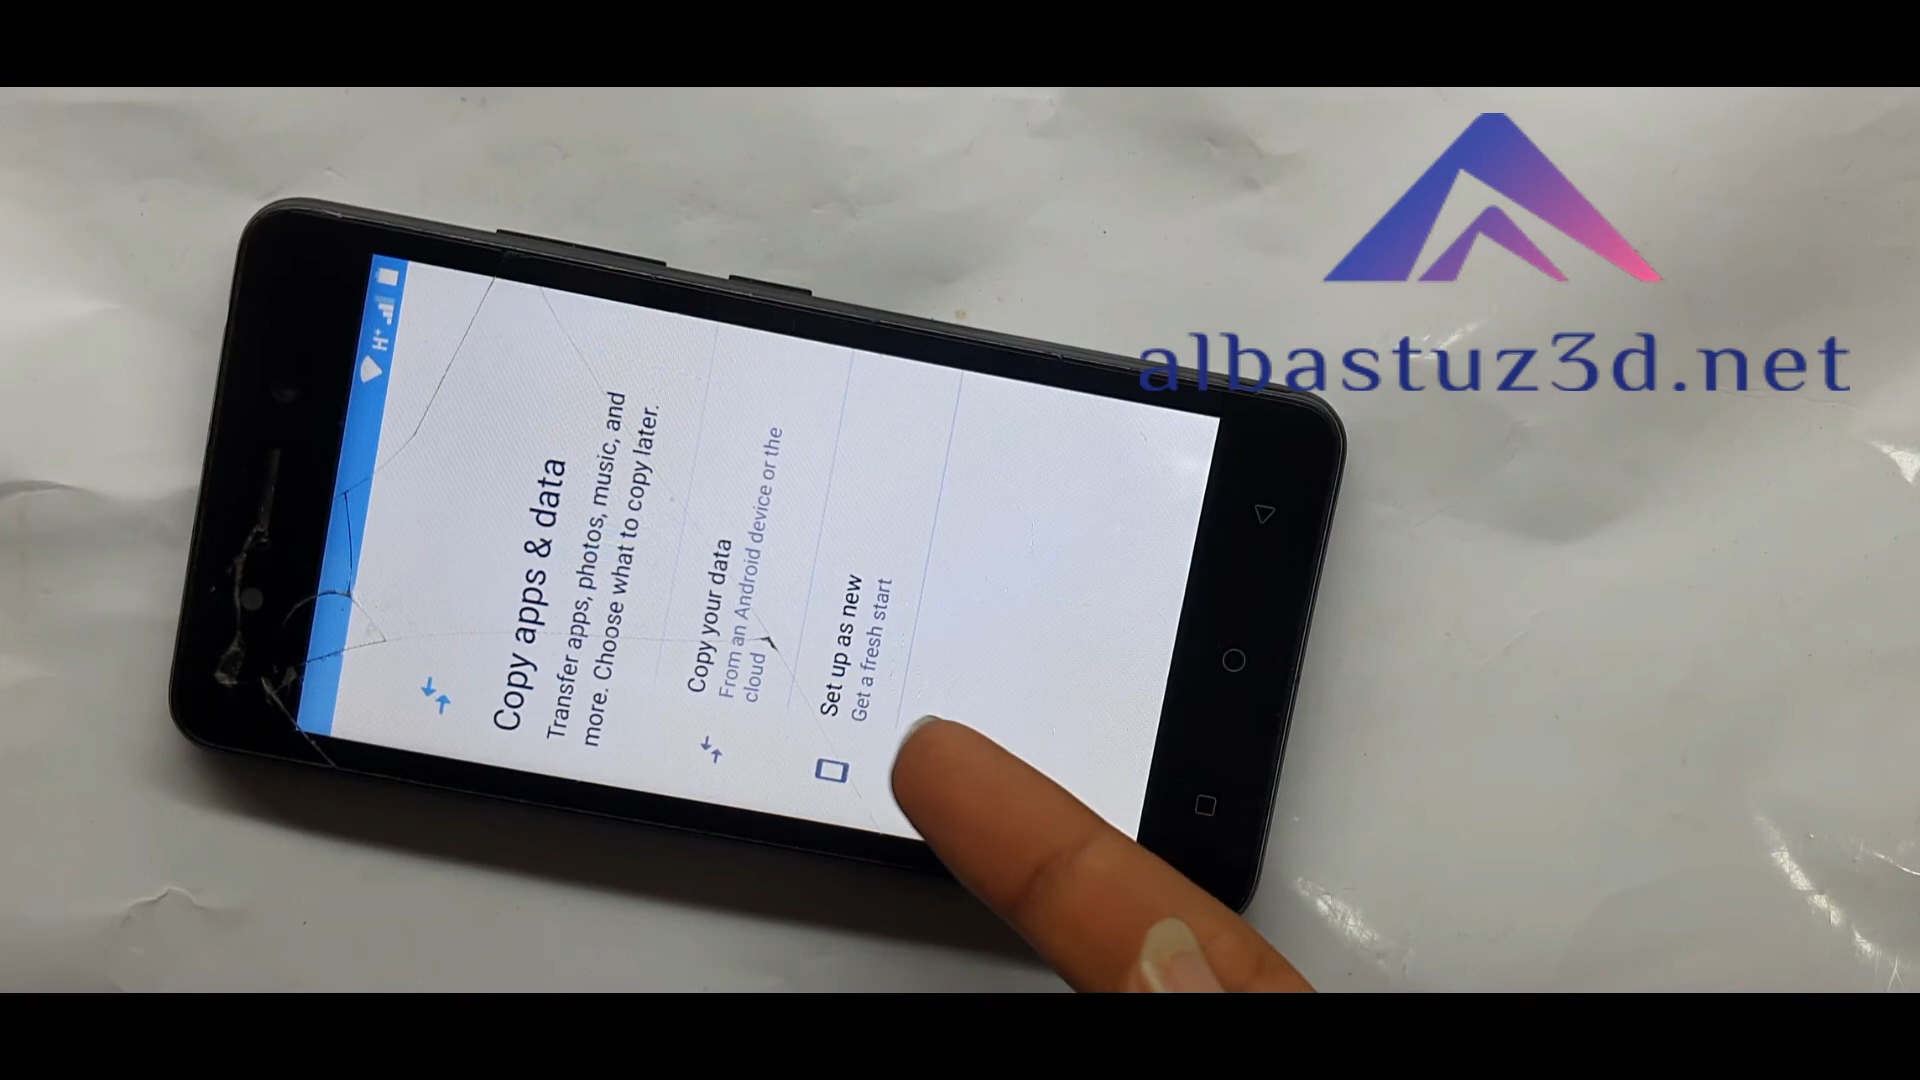 H+
Copy apps & data
Transfer apps, photos, music, and
more. Choose what to copy later.
Copy your data
From an Android device or the
cloud
Set up as new
Get a fresh start
albastuz3d.net